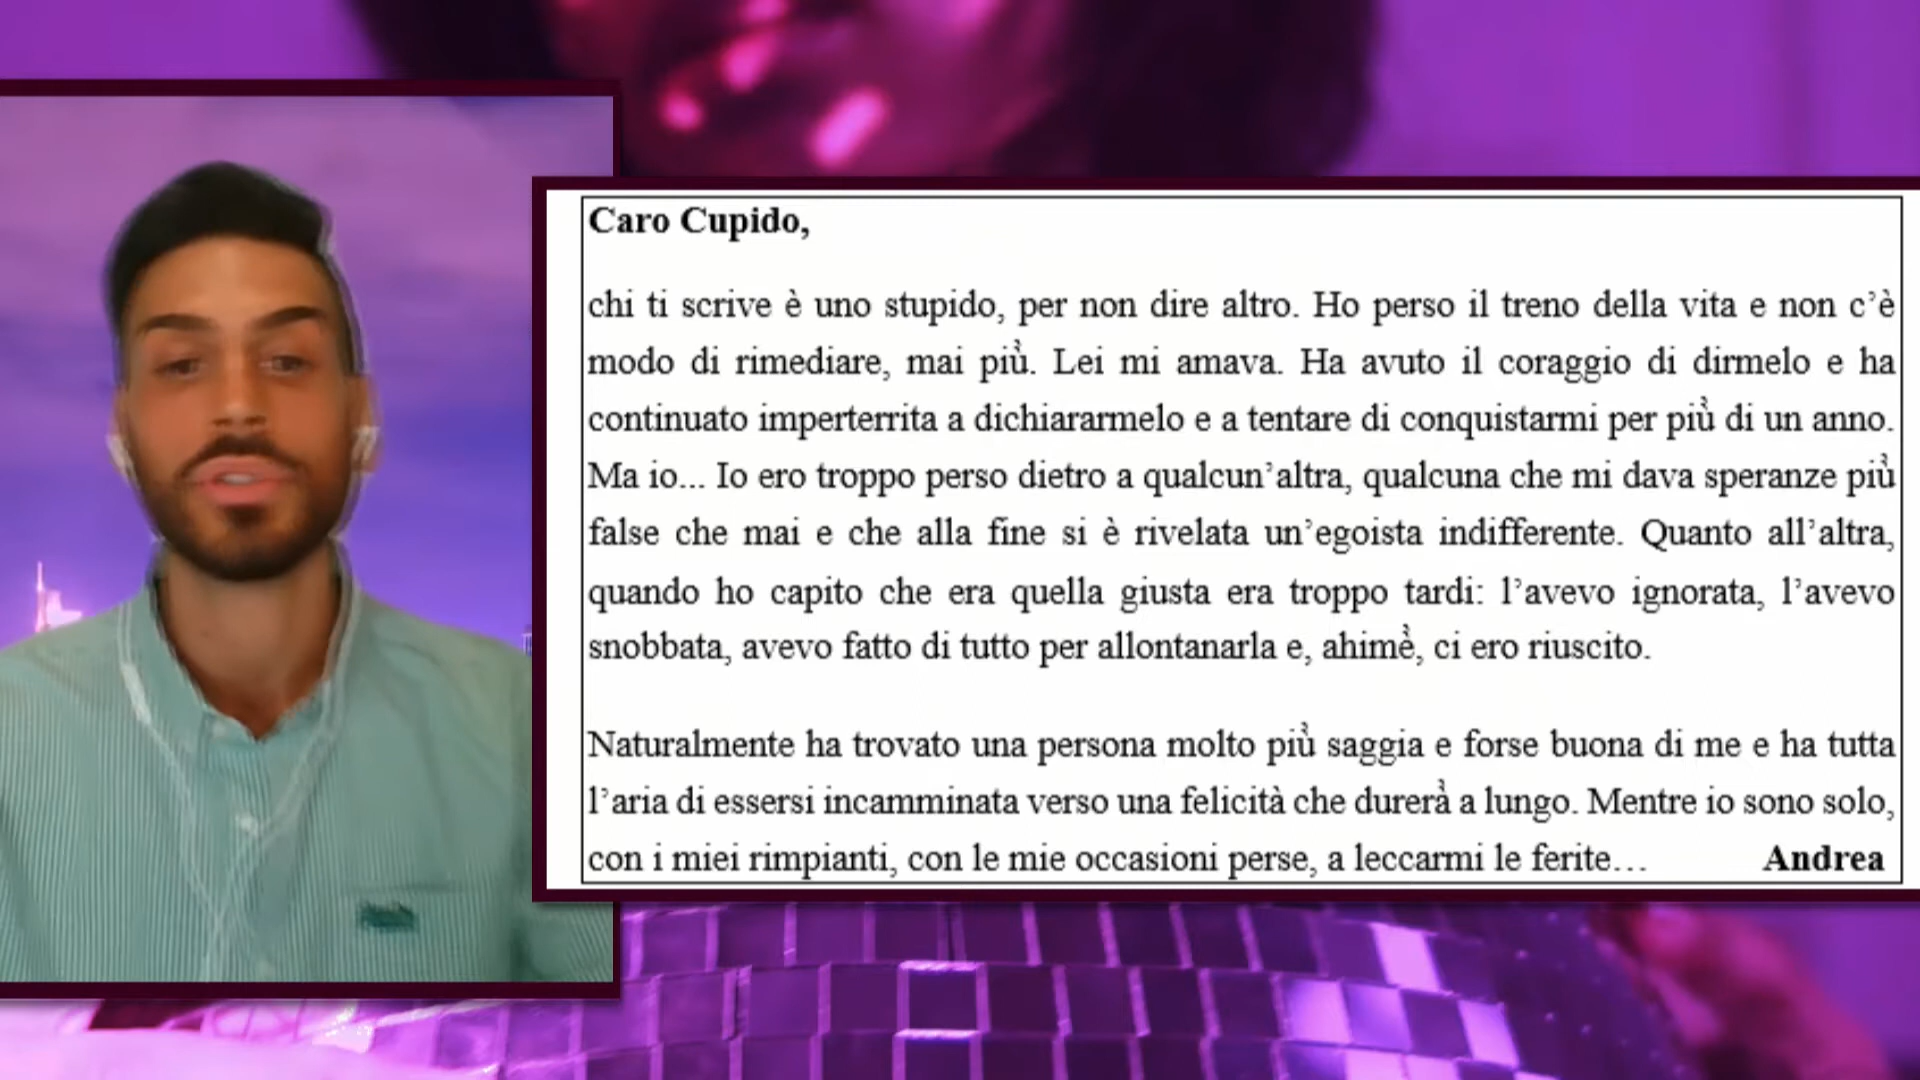 Caro Cupido,
chi ti scrive è uno stupido, per non dire altro. Ho perso il treno della vita e non c’è
modo di rimediare, mai più. Lei mi amava. Ha avuto il coraggio di dirmelo e ha
continuato imperterrita a dichiararmelo e a tentare di conquistarmi per più di un anno.
Ma io... Io ero troppo perso dietro a qualcun’altra, qualcuna che mi dava speranze più
false che mai e che alla fine si è rivelata un’egoista indifferente. Quanto all’altra,
quando ho capito che era quella giusta era troppo tardi: l’avevo ignorata, l’avevo
snobbata, avevo fatto di tutto per allontanarla e, ahimè, ci ero riuscito.
Naturalmente ha trovato una persona molto più saggia e forse buona di me e ha tutta
l’aria di essersi incamminata verso una felicità che durerà a lungo. Mentre io sono solo,
con i miei rimpianti, con le mie occasioni perse, a leccarmi le ferite… Andrea